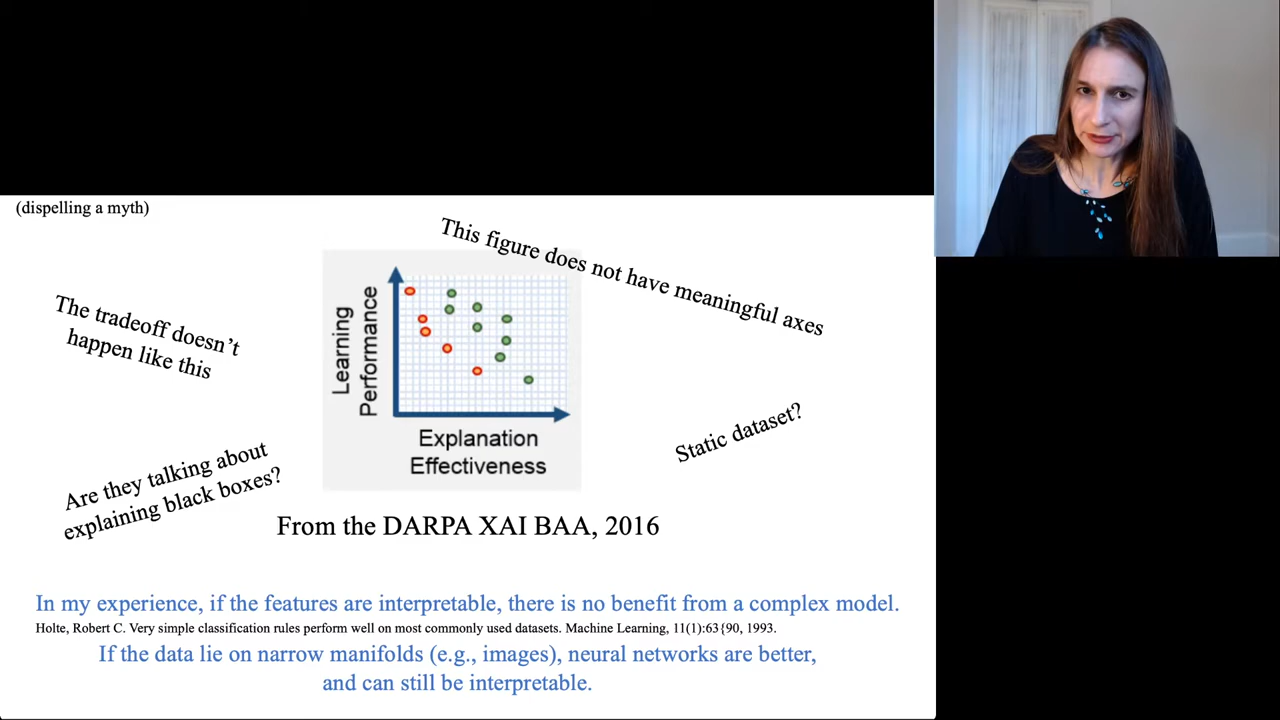 (dispelling a myth)
This figure does not have meaningful axes
The tradeoff doesn't
happen like this
Learning
Performance
Explanation
Effectiveness
Static dataset?
Are they talking about
explaining black boxes?
From the DARPA XAI BAA, 2016
In my experience, if the features are interpretable, there is no benefit from a complex model.
Holte, Robert C. Very simple classification rules perform well on most commonly used datasets. Machine Learning, 11(1):63{90, 1993.
If the data lie on narrow manifolds (e.g., images), neural networks are better,
and can still be interpretable.